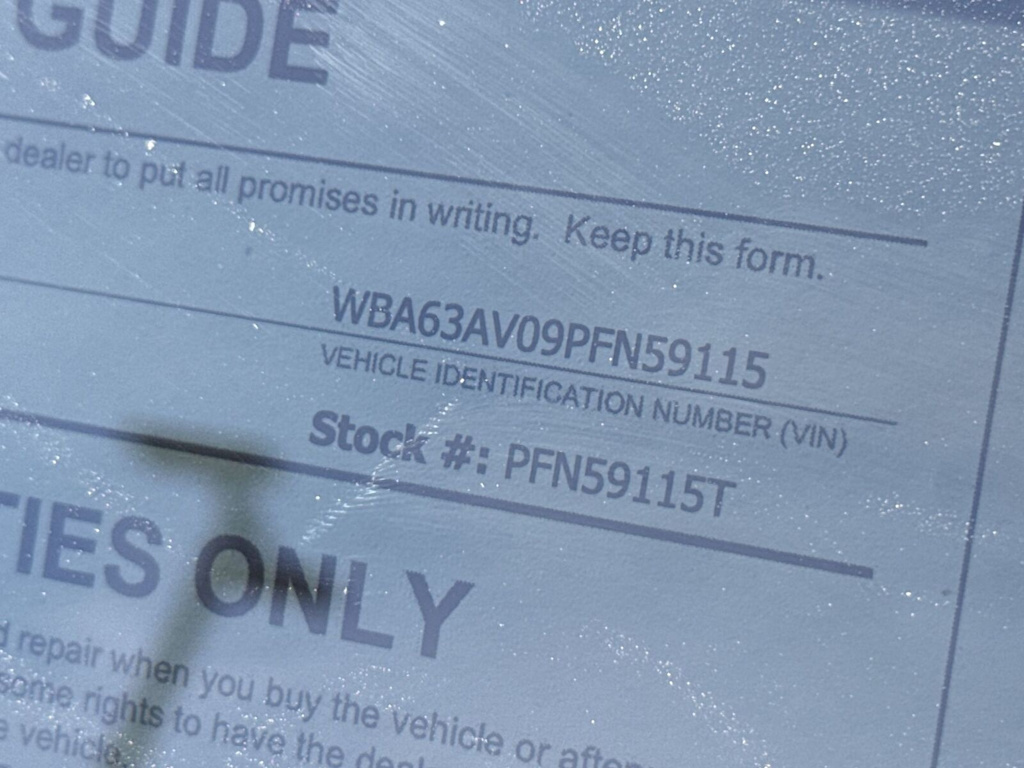 GUIDE
dealer to put all promises in writing. Keep this form.
WBA63AV09PFN59115
VEHICLE IDENTIFICATION NUMBER (VIN)
Stock #: PFN59115T
TIES ONLY
repair when you buy the vehicle or after
some rights to have the deal
vehicle.